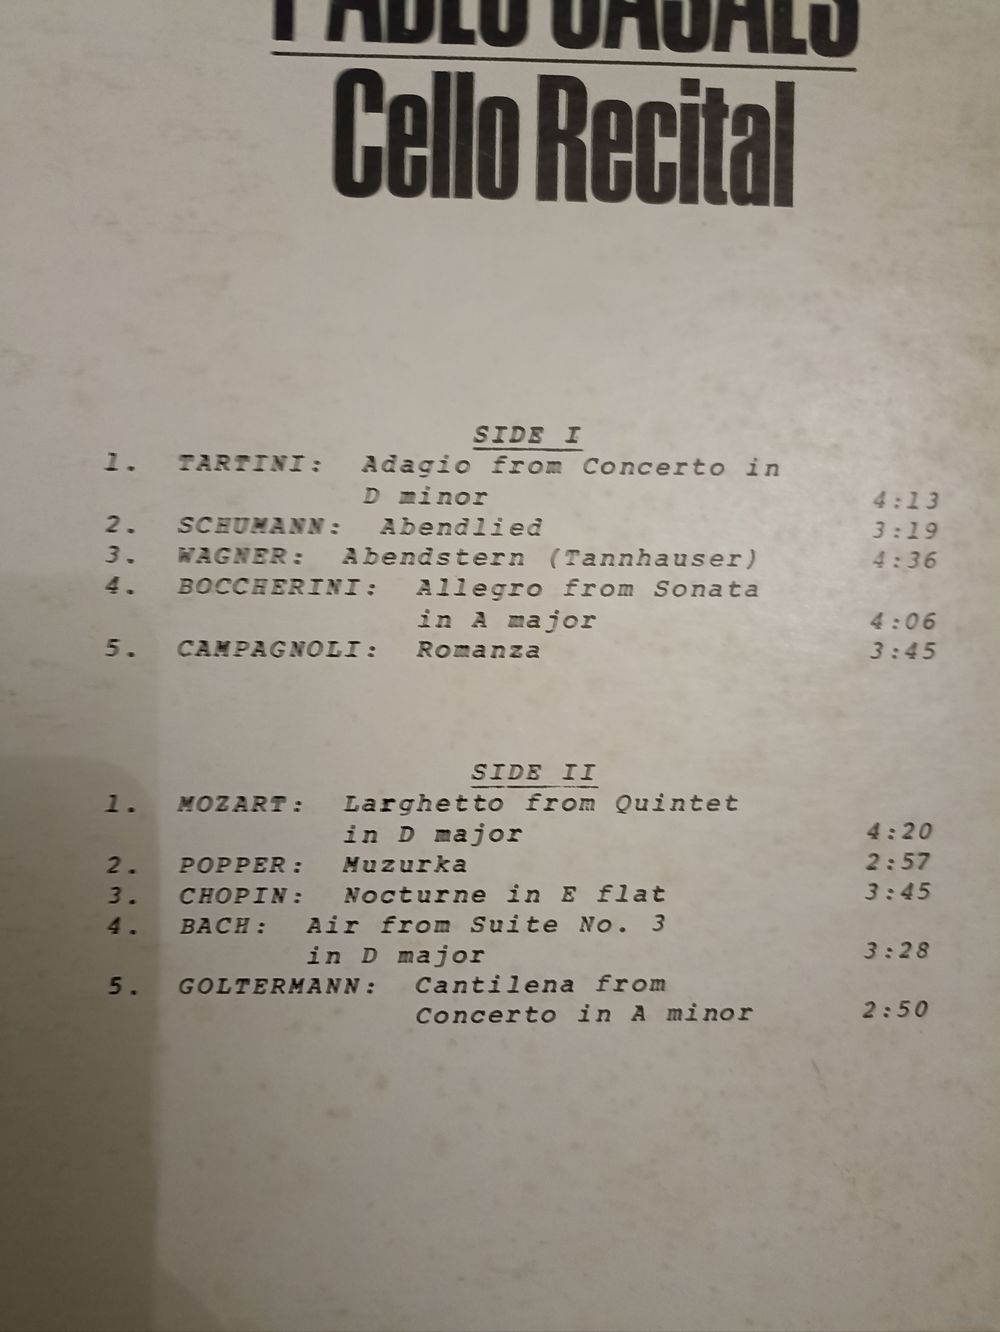 PABLO CASALS
Cello Recital
SIDE I
1. TARTINI: Adagio from Concerto in
D minor 4:13
2. SCHUMANN: Abendlied 3:19
3. WAGNER: Abendstern (Tannhauser) 4:36
4. BOCCHERINI: Allegro from Sonata
in A major 4:06
5. CAMPAGNOLI: Romanza 3:45
SIDE II
1. MOZART: Larghetto from Quintet
in D major 4:20
2. POPPER: Muzurka 2:57
3. CHOPIN: Nocturne in E flat 3:45
4. BACH: Air from Suite No. 3
in D major 3:28
5. GOLTERMANN: Cantilena from
Concerto in A minor 2:50